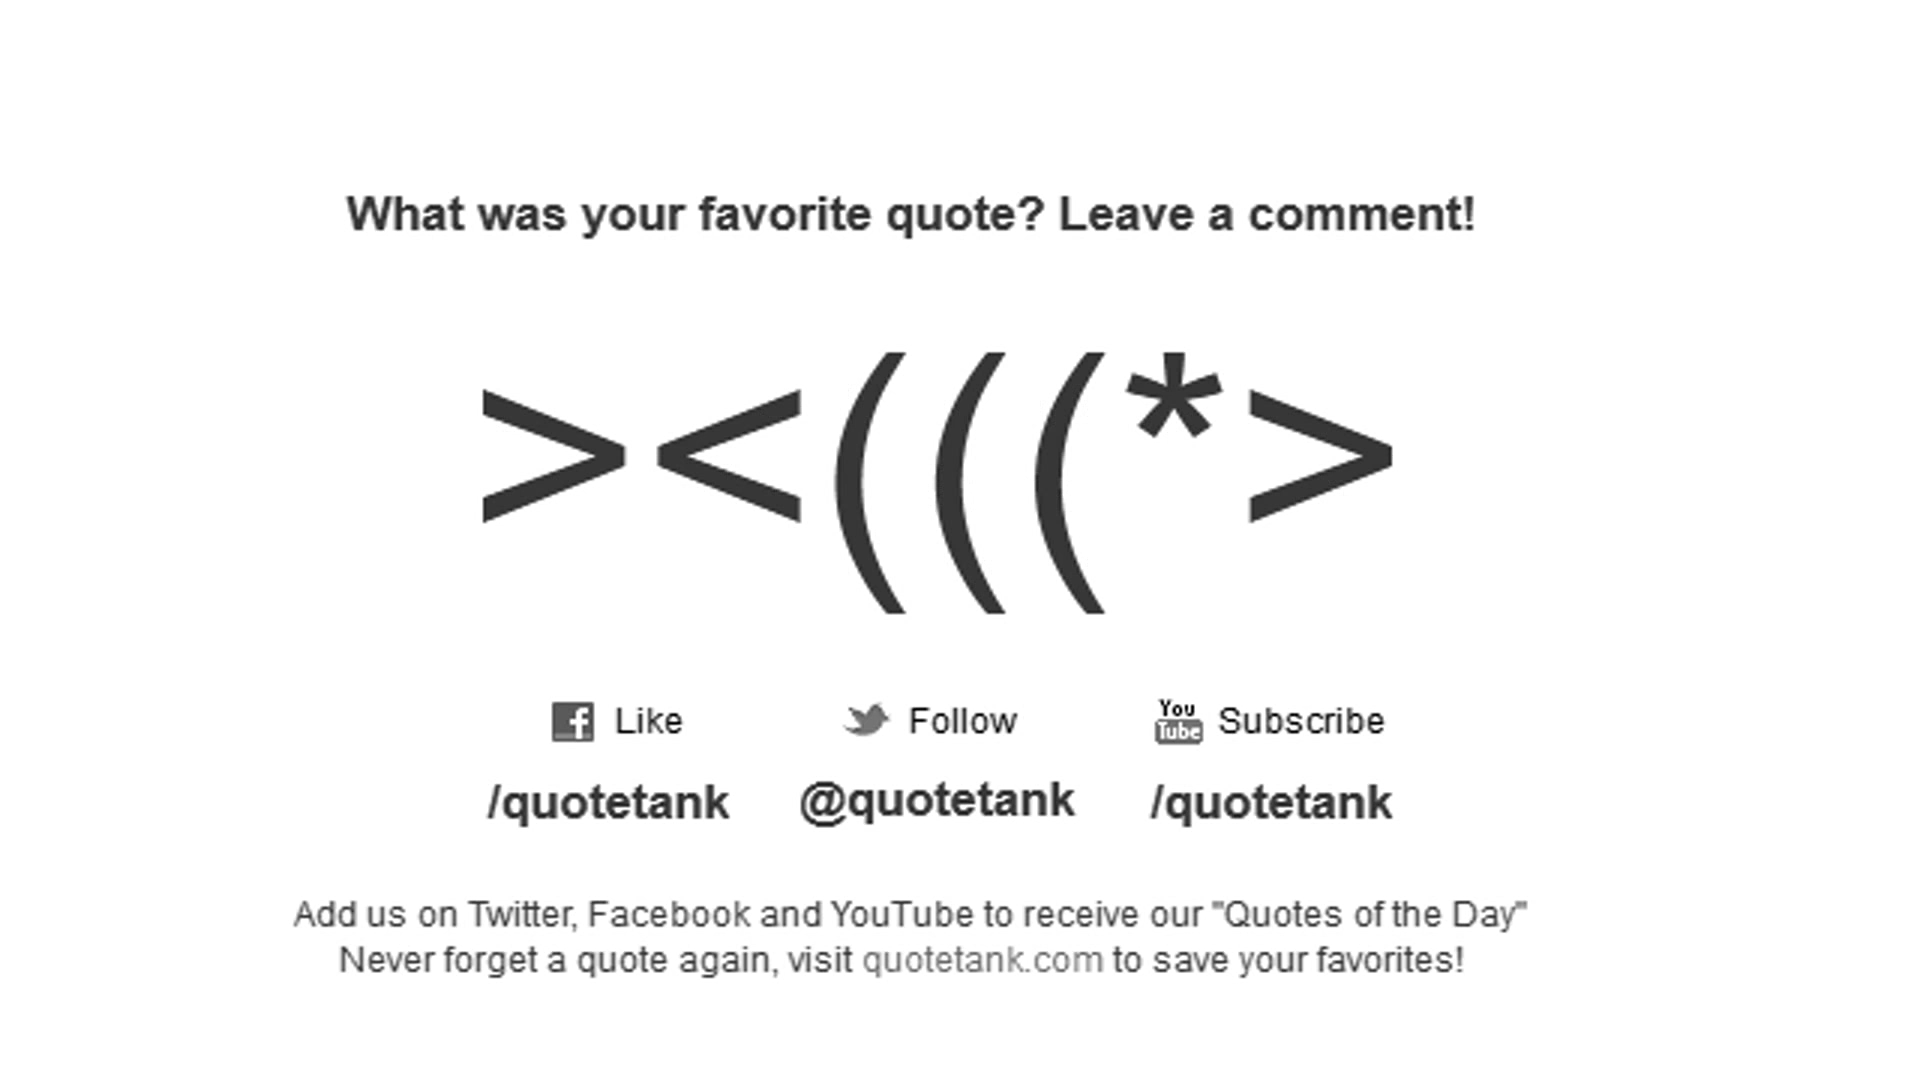 What was your favorite quote? Leave a comment!
><(((*>
f Like Follow You Tube Subscribe
/quotetank @quotetank /quotetank
Add us on Twitter, Facebook and YouTube to receive our "Quotes of the Day"
Never forget a quote again, visit quotetank.com to save your favorites!